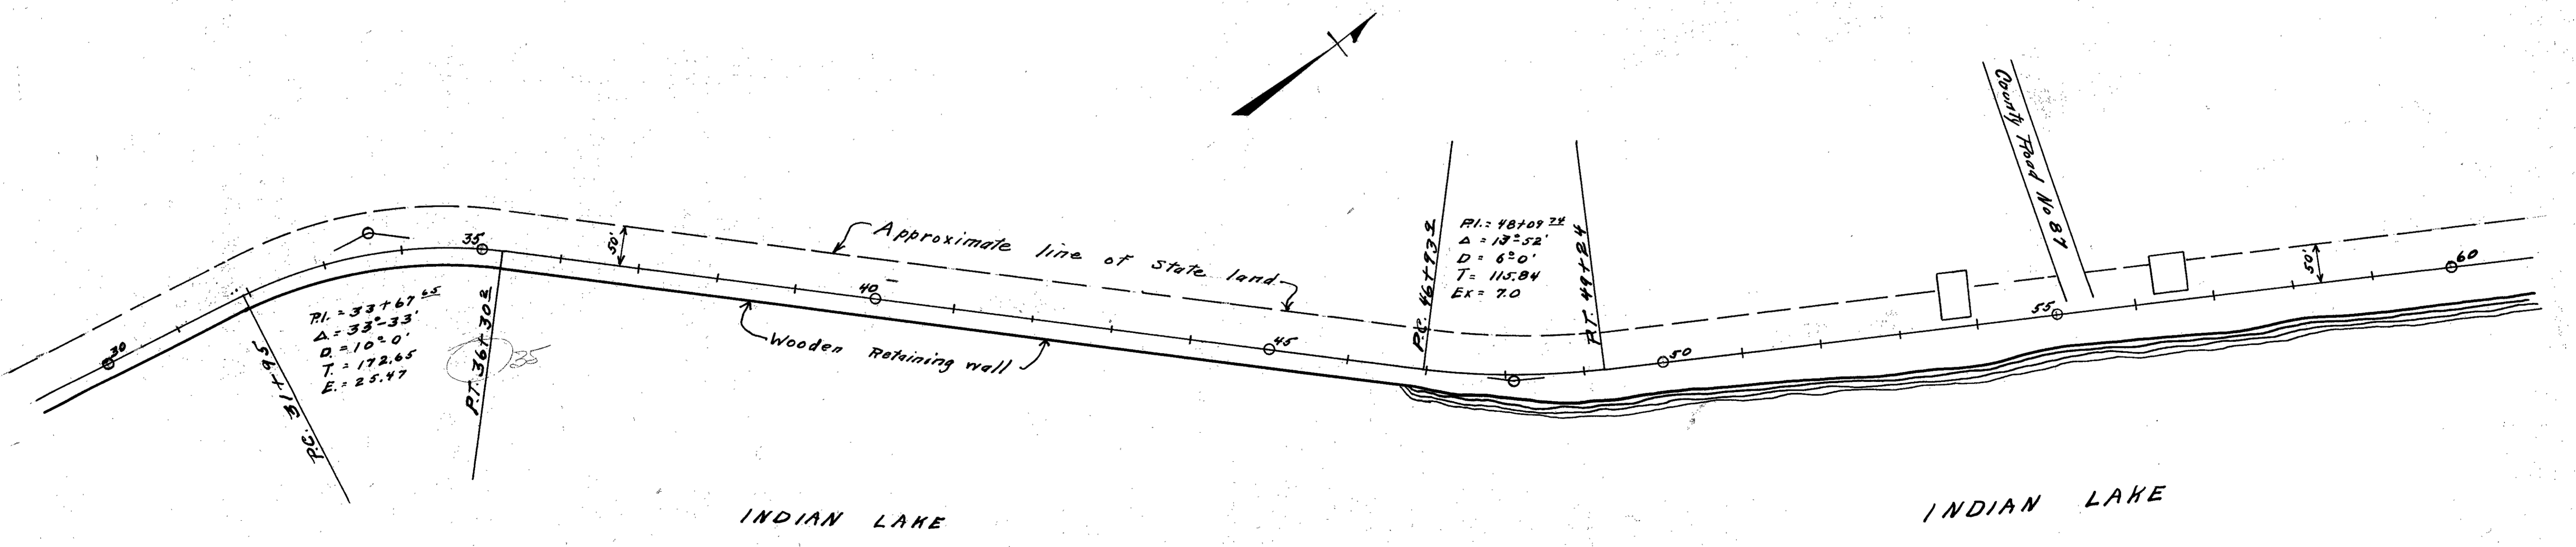 30
P.C. 31+95
P.I. = 33+67 65
Δ = 33°-33'
D. = 10°-0'
T. = 172.65
E. = 25.47
35
P.T. 36+30 5
35
50'
Approximate line of state land
40
Wooden Retaining wall
45
INDIAN LAKE
P.C. 46+93 9
P.I. = 48+09 74
Δ = 13°-52'
D = 6°0'
T = 115.84
Ex = 7.0
P.T. 49+24
50
County Road No 87
55
50'
60
INDIAN LAKE